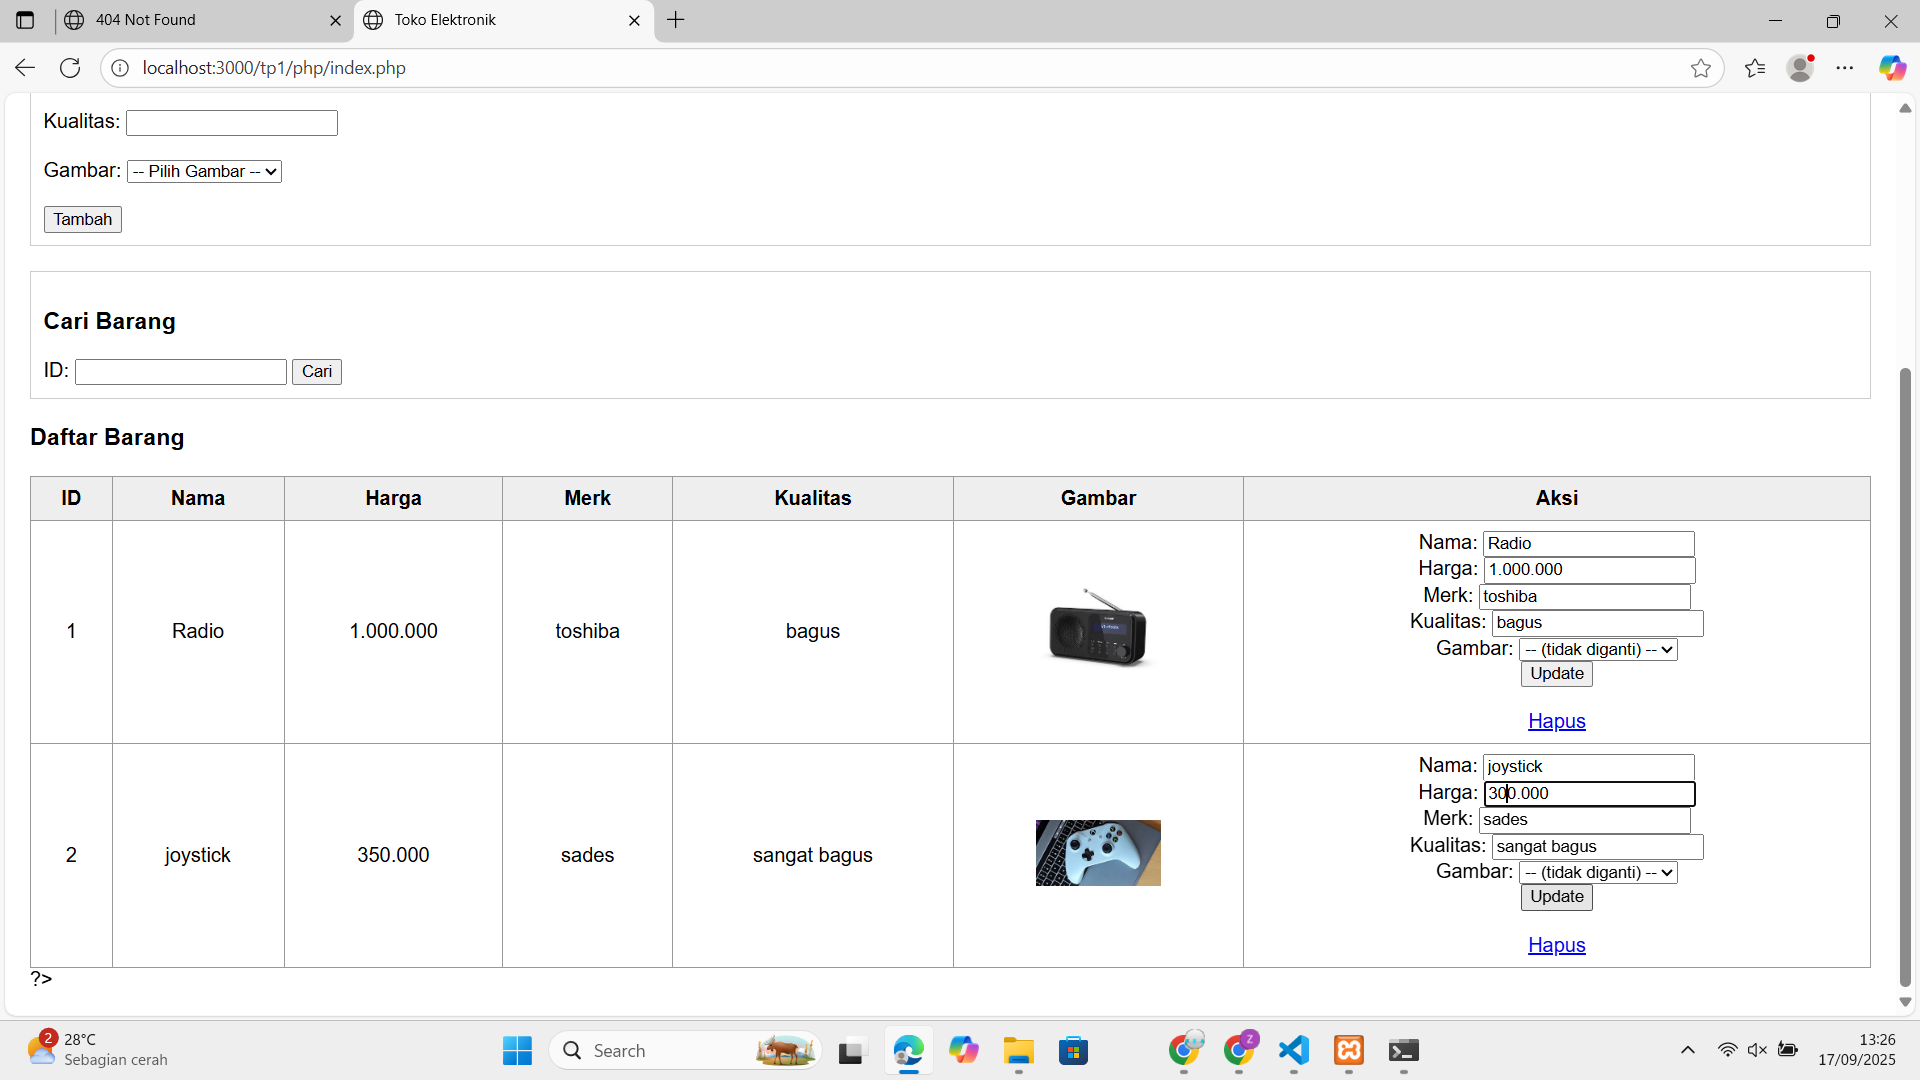 404 Not Found
Toko Elektronik
localhost:3000/tp1/php/index.php
Kualitas:
Gambar: -- Pilih Gambar --
Tambah
Cari Barang
ID: Cari
Daftar Barang
ID Nama Harga Merk Kualitas Gambar Aksi
1 Radio 1.000.000 toshiba bagus
Nama: Radio
Harga: 1.000.000
Merk: toshiba
Kualitas: bagus
Gambar: -- (tidak diganti) --
Update
Hapus
2 joystick 350.000 sades sangat bagus
Nama: joystick
Harga: 300.000
Merk: sades
Kualitas: sangat bagus
Gambar: -- (tidak diganti) --
Update
Hapus
?>
2
28°C
Sebagian cerah
Search
Z
13:26
17/09/2025